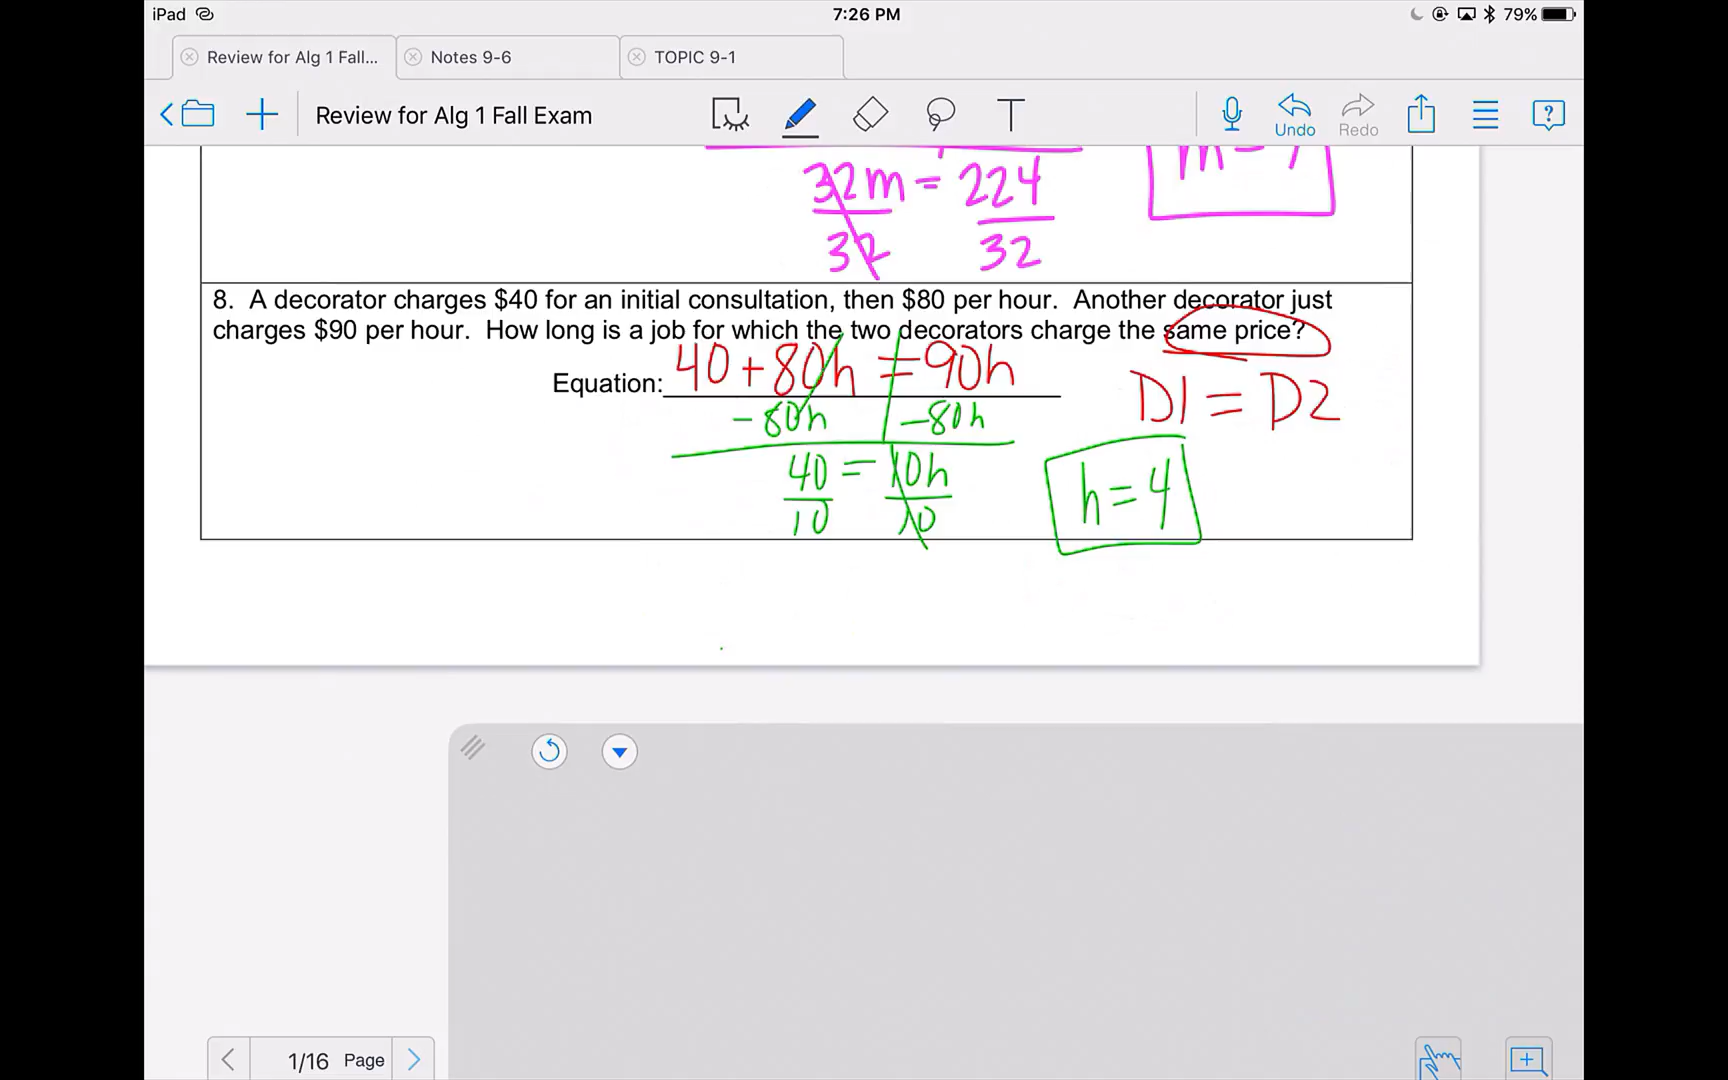 iPad 7:26 PM 79%
Review for Alg 1 Fall... Notes 9-6 TOPIC 9-1
Review for Alg 1 Fall Exam T Undo Redo
32m = 224 m = 7
32 32
8. A decorator charges $40 for an initial consultation, then $80 per hour. Another decorator just
charges $90 per hour. How long is a job for which the two decorators charge the same price?
Equation: 40+80h = 90h
D1 = D2
-80h -80h
40 = 10h
10 10
h = 4
1/16 Page